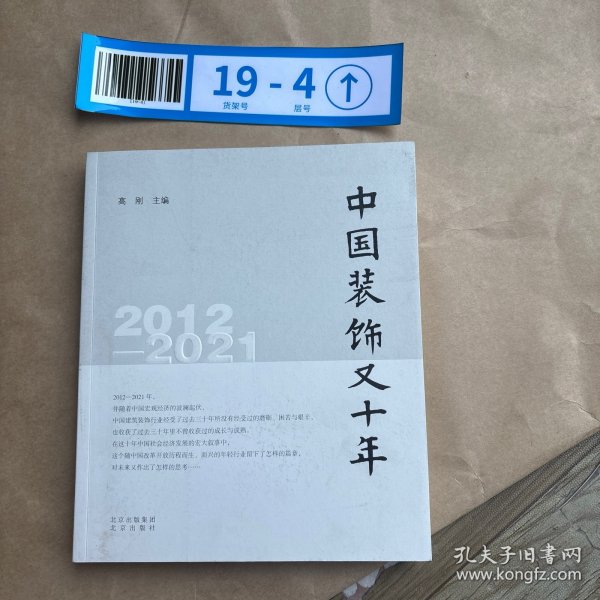 19-4
货架号 层号
119-41
高 刚 主编
中国装饰又十年
2012
—2021
2012—2021年,
伴随着中国宏观经济的波澜起伏,
中国建筑装饰行业经受了过去三十年所没有经受过的磨砺、困苦与艰辛,
也收获了过去三十年里不曾收获过的成长与成熟。
在这十年中国社会经济发展的宏大叙事中,
这个随中国改革开放历程而生、而兴的年轻行业留下了怎样的篇章,
对未来又作出了怎样的思考……
北京出版集团
北京出版社
孔夫子旧书网
www.kongfz.com